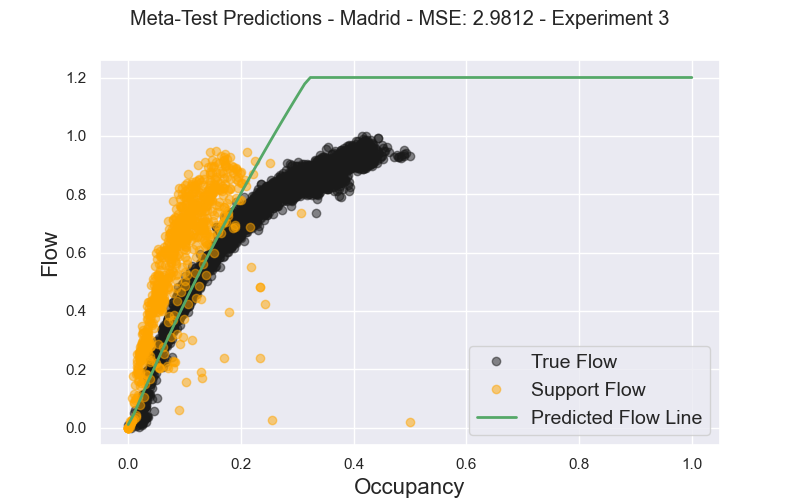 Meta-Test Predictions - Madrid - MSE: 2.9812 - Experiment 3
1.2
1.0
0.8
0.6
0.4
0.2
0.0
Flow
True Flow
Support Flow
Predicted Flow Line
0.0 0.2 0.4 0.6 0.8 1.0
Occupancy